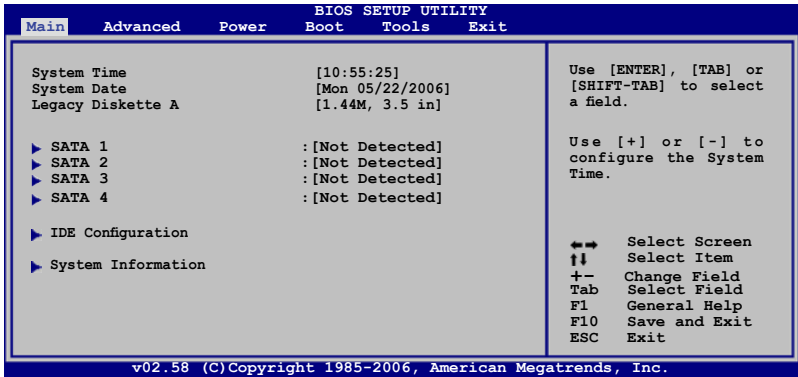 BIOS SETUP UTILITY
Main Advanced Power Boot Tools Exit
System Time [10:55:25]
System Date [Mon 05/22/2006]
Legacy Diskette A [1.44M, 3.5 in]
SATA 1 :[Not Detected]
SATA 2 :[Not Detected]
SATA 3 :[Not Detected]
SATA 4 :[Not Detected]
IDE Configuration
System Information
Use [ENTER], [TAB] or
[SHIFT-TAB] to select
a field.
Use [+] or [-] to
configure the System
Time.
←→ Select Screen
↑↓ Select Item
+- Change Field
Tab Select Field
F1 General Help
F10 Save and Exit
ESC Exit
v02.58 (C)Copyright 1985-2006, American Megatrends, Inc.